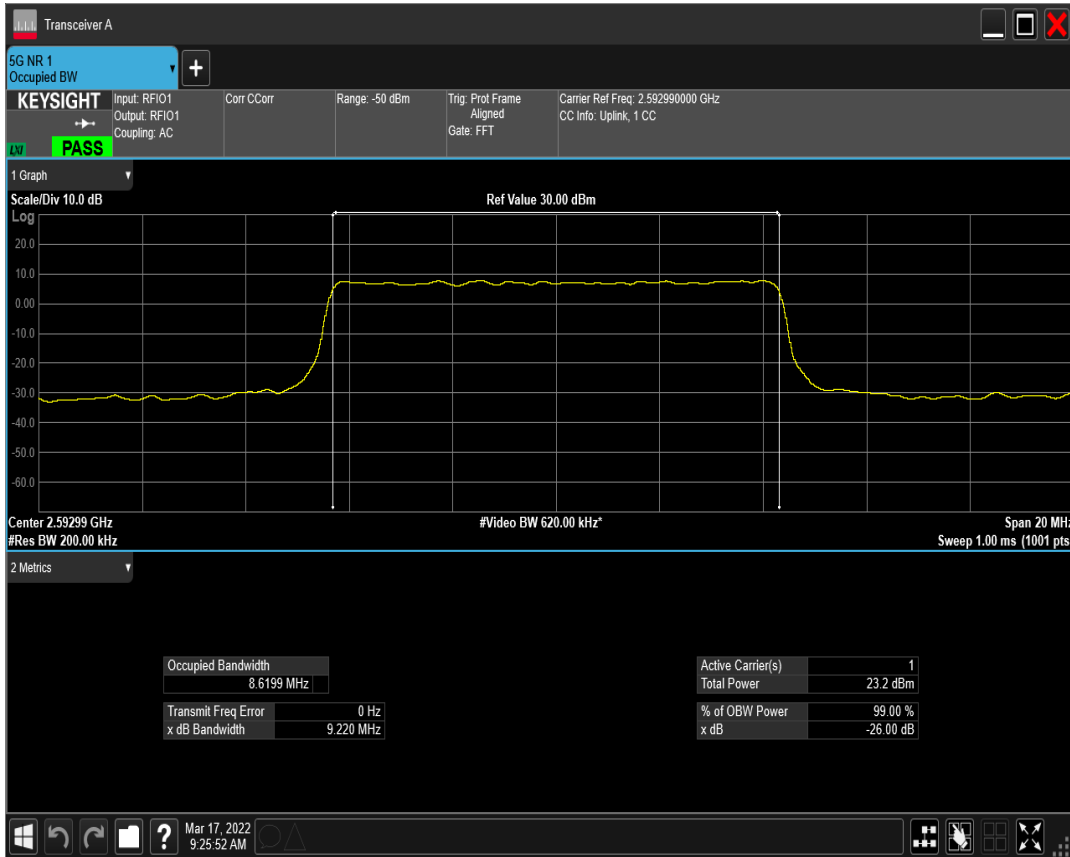 Transceiver A
5G NR 1
Occupied BW
KEYSIGHT
LXI
PASS
Input: RFIO1
Output: RFIO1
Coupling: AC
Corr CCorr
Range: -50 dBm
Trig: Prot Frame
Aligned
Gate: FFT
Carrier Ref Freq: 2.592990000 GHz
CC Info: Uplink, 1 CC
1 Graph
Scale/Div 10.0 dB
Ref Value 30.00 dBm
Log
20.0
10.0
0.00
-10.0
-20.0
-30.0
-40.0
-50.0
-60.0
Center 2.59299 GHz
#Video BW 620.00 kHz*
Span 20 MHz
#Res BW 200.00 kHz
Sweep 1.00 ms (1001 pts
2 Metrics
Occupied Bandwidth
8.6199 MHz
Transmit Freq Error 0 Hz
x dB Bandwidth 9.220 MHz
Active Carrier(s) 1
Total Power 23.2 dBm
% of OBW Power 99.00 %
x dB -26.00 dB
?
Mar 17, 2022
9:25:52 AM